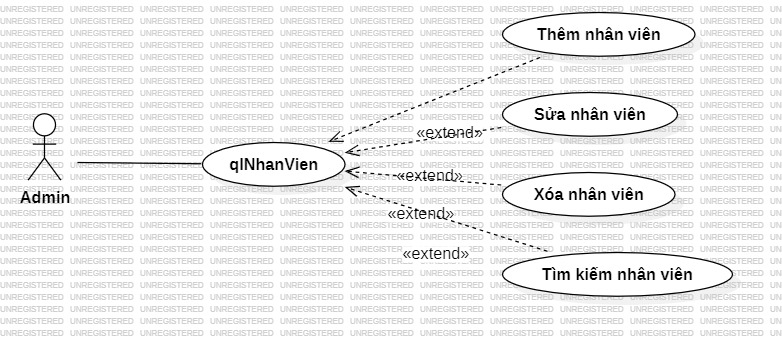 Thêm nhân viên
Sửa nhân viên
«extend»
qlNhanVien
«extend»
Xóa nhân viên
Admin
«extend»
«extend»
Tìm kiếm nhân viên
UNREGISTERED